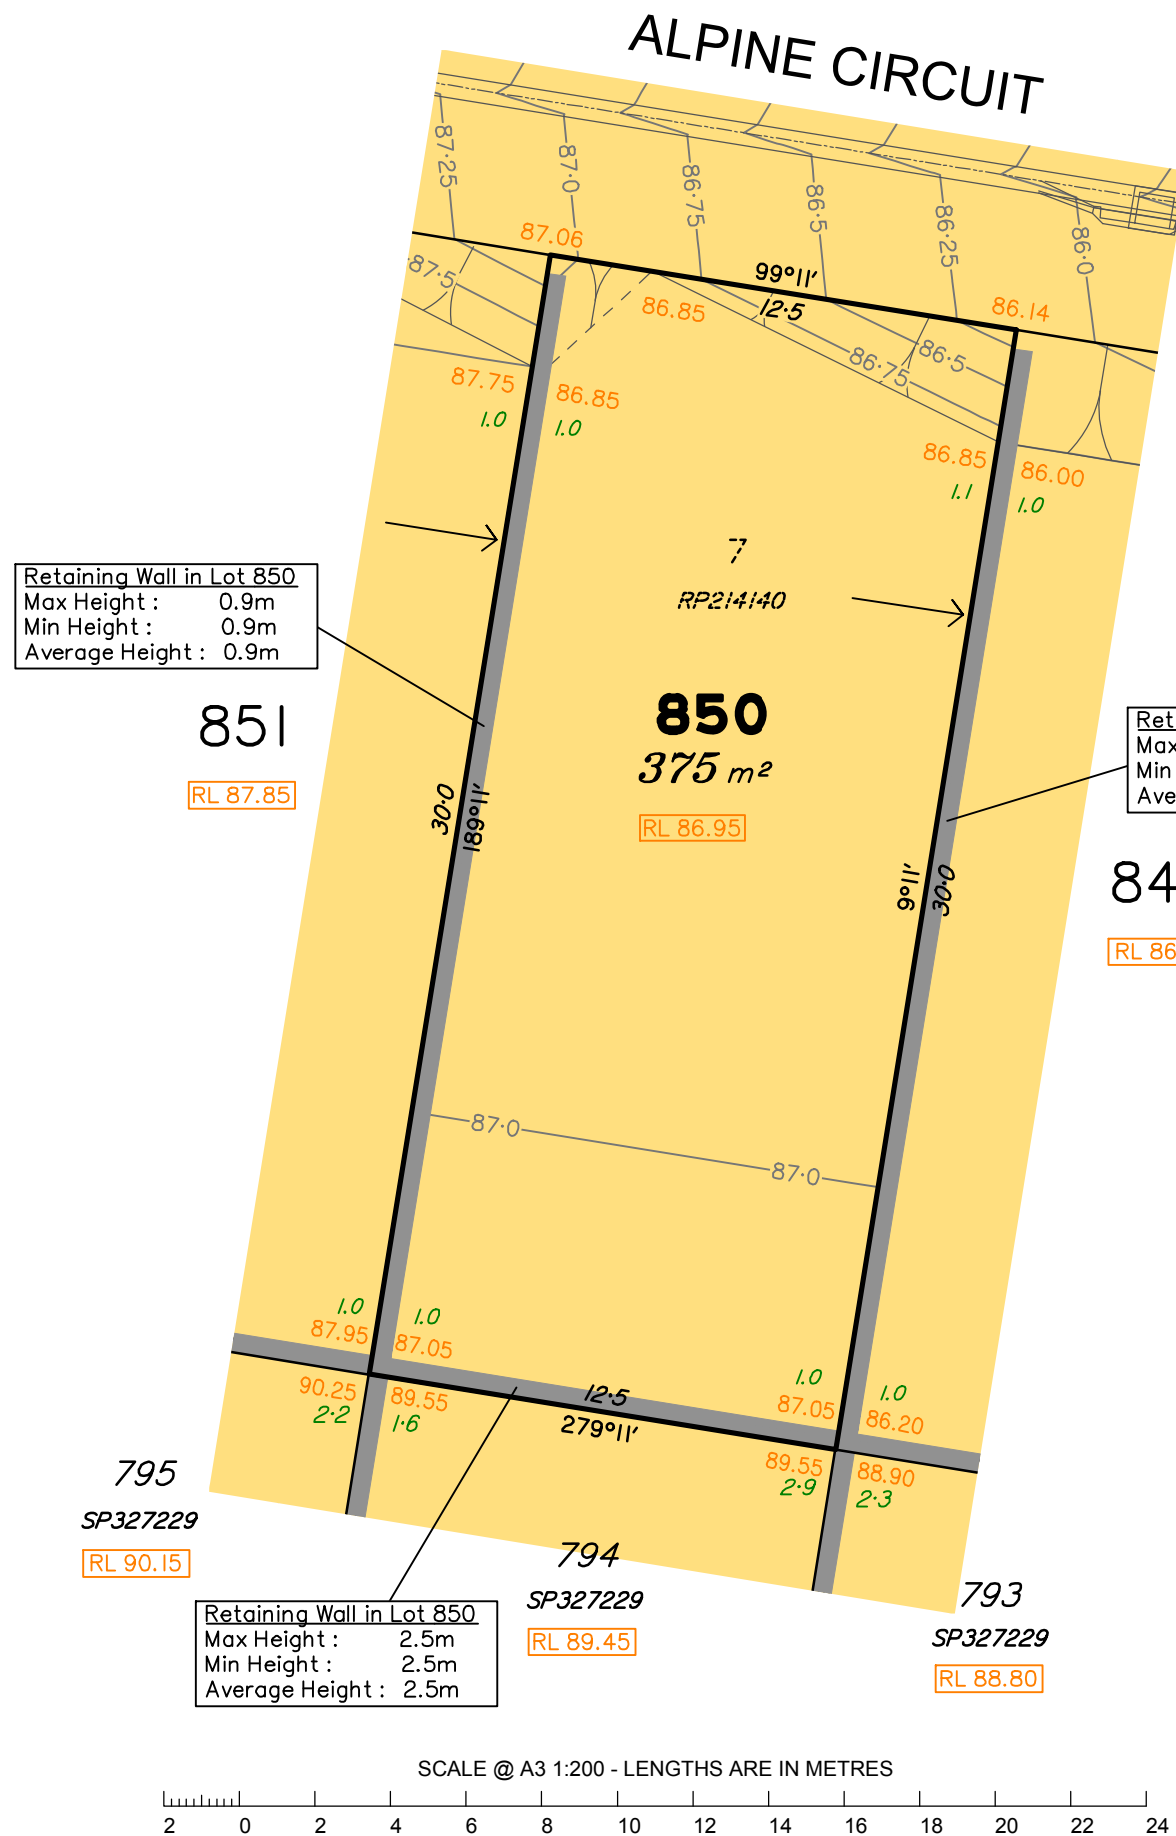 ALPINE CIRCUIT
87·25
87·0
86·75
86·5
86·25
86·0
87.06
99°11'
12·5
86.14
87·5
86.85
86·5
86·75
87.75
86.85
1.0
1.0
86.85
86.00
1.1
1.0
7
RP214140
Retaining Wall in Lot 850
Max Height : 0.9m
Min Height : 0.9m
Average Height : 0.9m
851
RL 87.85
850
375 m²
RL 86.95
Ret
Max
Min
Ave
84
RL 86
30·0
189°11'
9°11'
30·0
87·0
87·0
1.0
1.0
87.95
87.05
1.0
1.0
87.05
86.20
90.25
89.55
2·2
1·6
12·5
279°11'
89.55
88.90
2·9
2·3
795
SP327229
RL 90.15
794
SP327229
RL 89.45
793
SP327229
RL 88.80
Retaining Wall in Lot 850
Max Height : 2.5m
Min Height : 2.5m
Average Height : 2.5m
SCALE @ A3 1:200 - LENGTHS ARE IN METRES
2 0 2 4 6 8 10 12 14 16 18 20 22 24